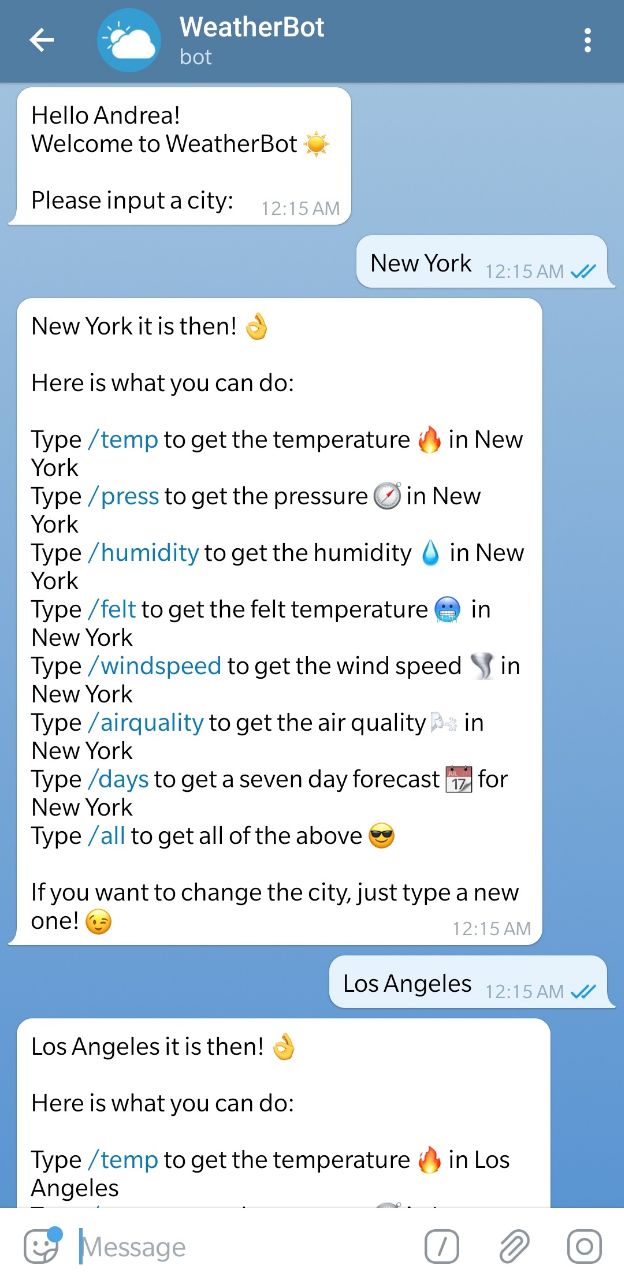 WeatherBot
bot
Hello Andrea!
Welcome to WeatherBot ☀️
Please input a city: 12:15 AM
New York 12:15 AM
New York it is then! 👌
Here is what you can do:
Type /temp to get the temperature 🔥 in New
York
Type /press to get the pressure 🧭 in New
York
Type /humidity to get the humidity 💧 in New
York
Type /felt to get the felt temperature 🥶 in
New York
Type /windspeed to get the wind speed 🌪️ in
New York
Type /airquality to get the air quality 🌬️ in
New York
Type /days to get a seven day forecast 📆 for
New York
Type /all to get all of the above 😎
If you want to change the city, just type a new
one! 😉 12:15 AM
Los Angeles 12:15 AM
Los Angeles it is then! 👌
Here is what you can do:
Type /temp to get the temperature 🔥 in Los
Angeles
Message